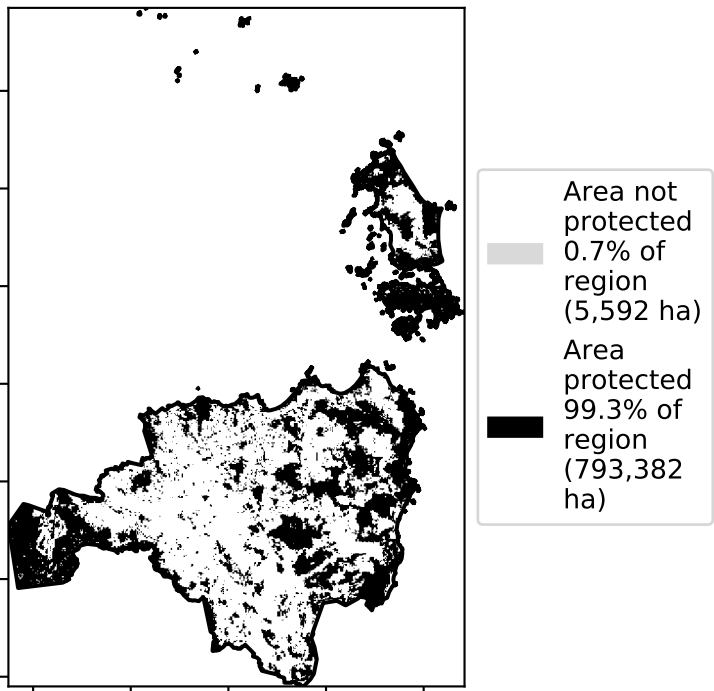 Area not
protected
0.7% of
region
(5,592 ha)
Area
protected
99.3% of
region
(793,382
ha)